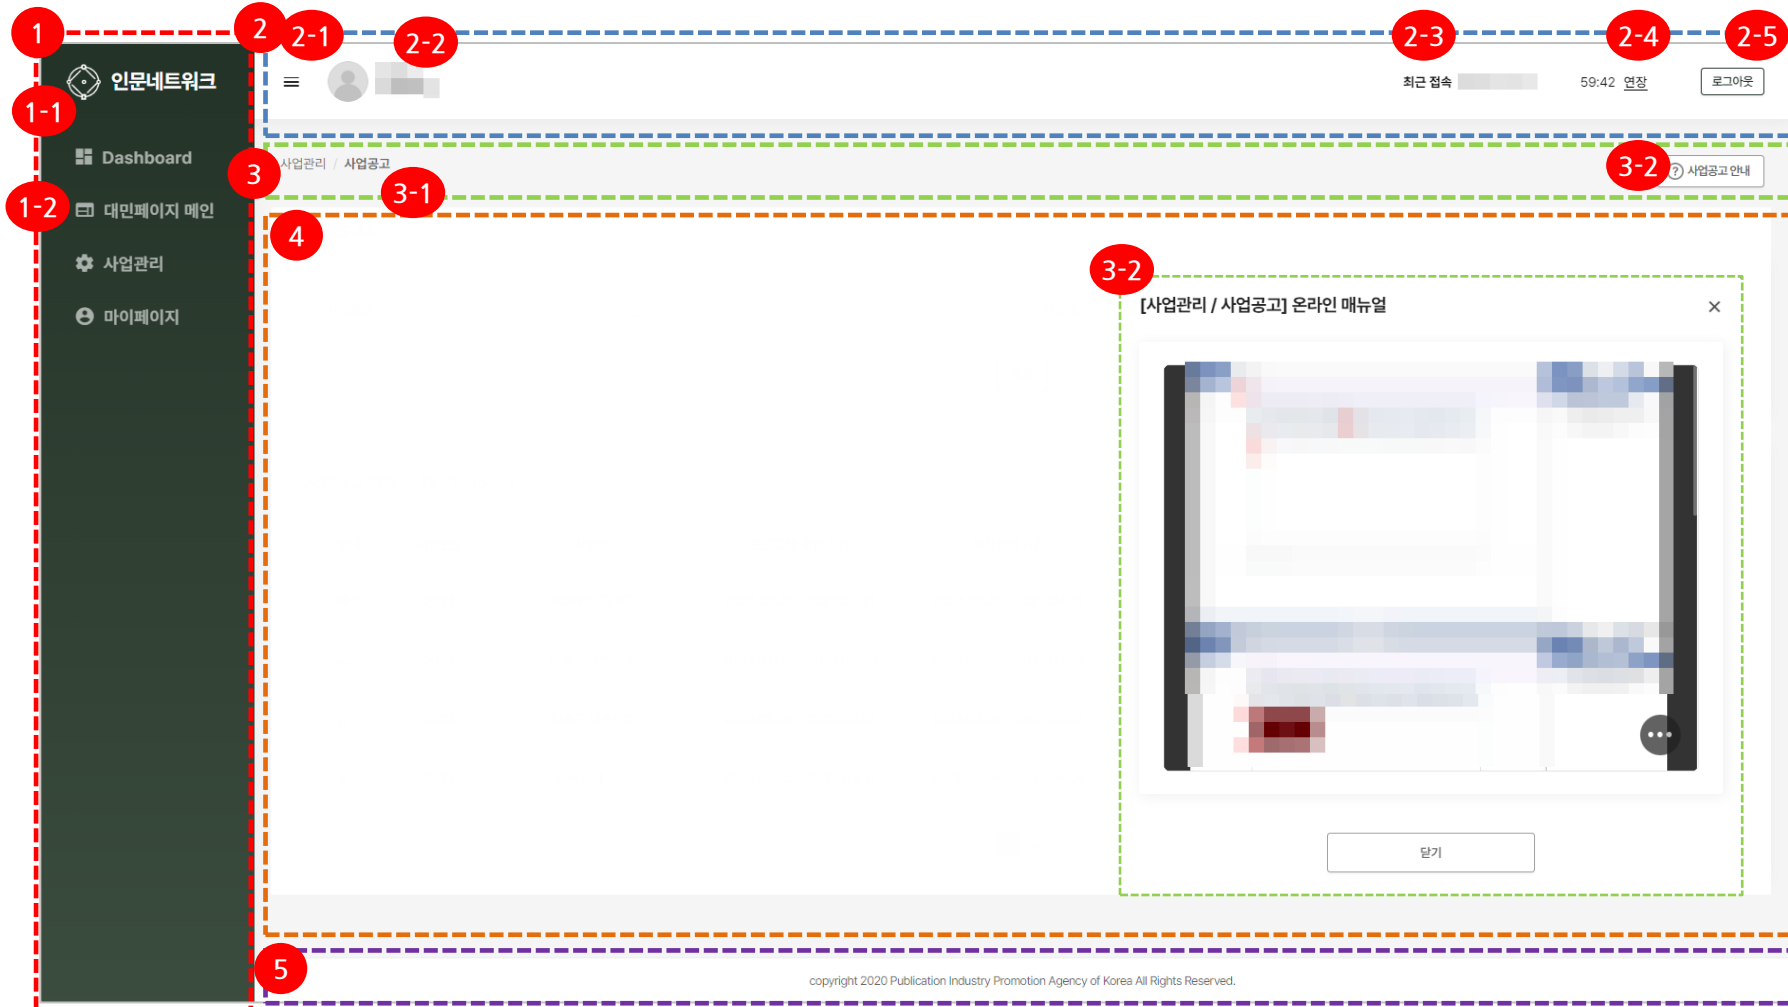 1
2
2-1
2-2
2-3
2-4
2-5
인문네트워크
최근 접속
59:42 연장
로그아웃
1-1
Dashboard
3
사업관리 / 사업공고
3-1
3-2
사업공고 안내
1-2
대민페이지 메인
4
사업관리
3-2
[사업관리 / 사업공고] 온라인 매뉴얼
마이페이지
닫기
5
copyright 2020 Publication Industry Promotion Agency of Korea All Rights Reserved.